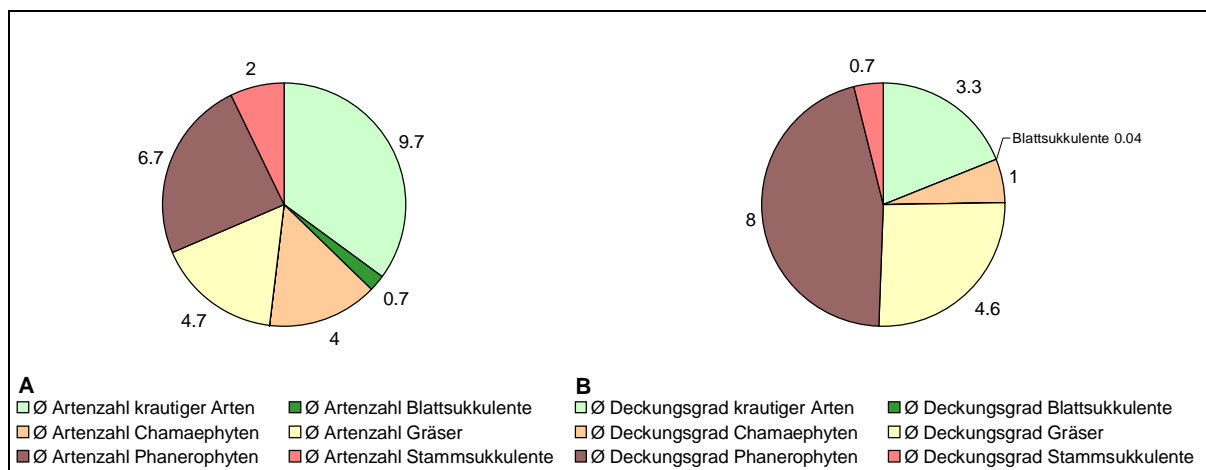 2
9.7
6.7
0.7
4.7
4
0.7
3.3
Blattsukkulente 0.04
1
8
4.6
A
Ø Artenzahl krautiger Arten
Ø Artenzahl Blattsukkulente
Ø Artenzahl Chamaephyten
Ø Artenzahl Gräser
Ø Artenzahl Phanerophyten
Ø Artenzahl Stammsukkulente
B
Ø Deckungsgrad krautiger Arten
Ø Deckungsgrad Blattsukkulente
Ø Deckungsgrad Chamaephyten
Ø Deckungsgrad Gräser
Ø Deckungsgrad Phanerophyten
Ø Deckungsgrad Stammsukkulente